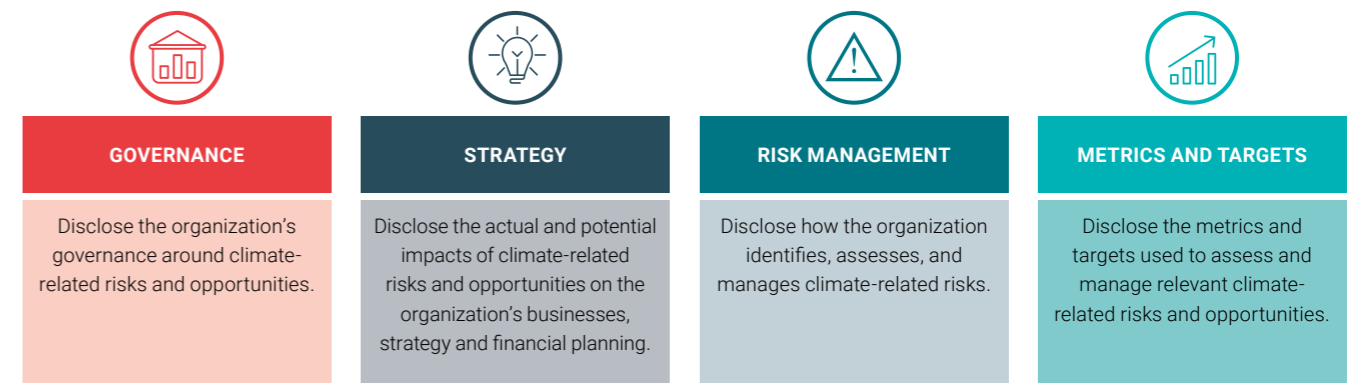 GOVERNANCE
Disclose the organization’s
governance around climate-
related risks and opportunities.
STRATEGY
Disclose the actual and potential
impacts of climate-related
risks and opportunities on the
organization’s businesses,
strategy and financial planning.
RISK MANAGEMENT
Disclose how the organization
identifies, assesses, and
manages climate-related risks.
METRICS AND TARGETS
Disclose the metrics and
targets used to assess and
manage relevant climate-
related risks and opportunities.